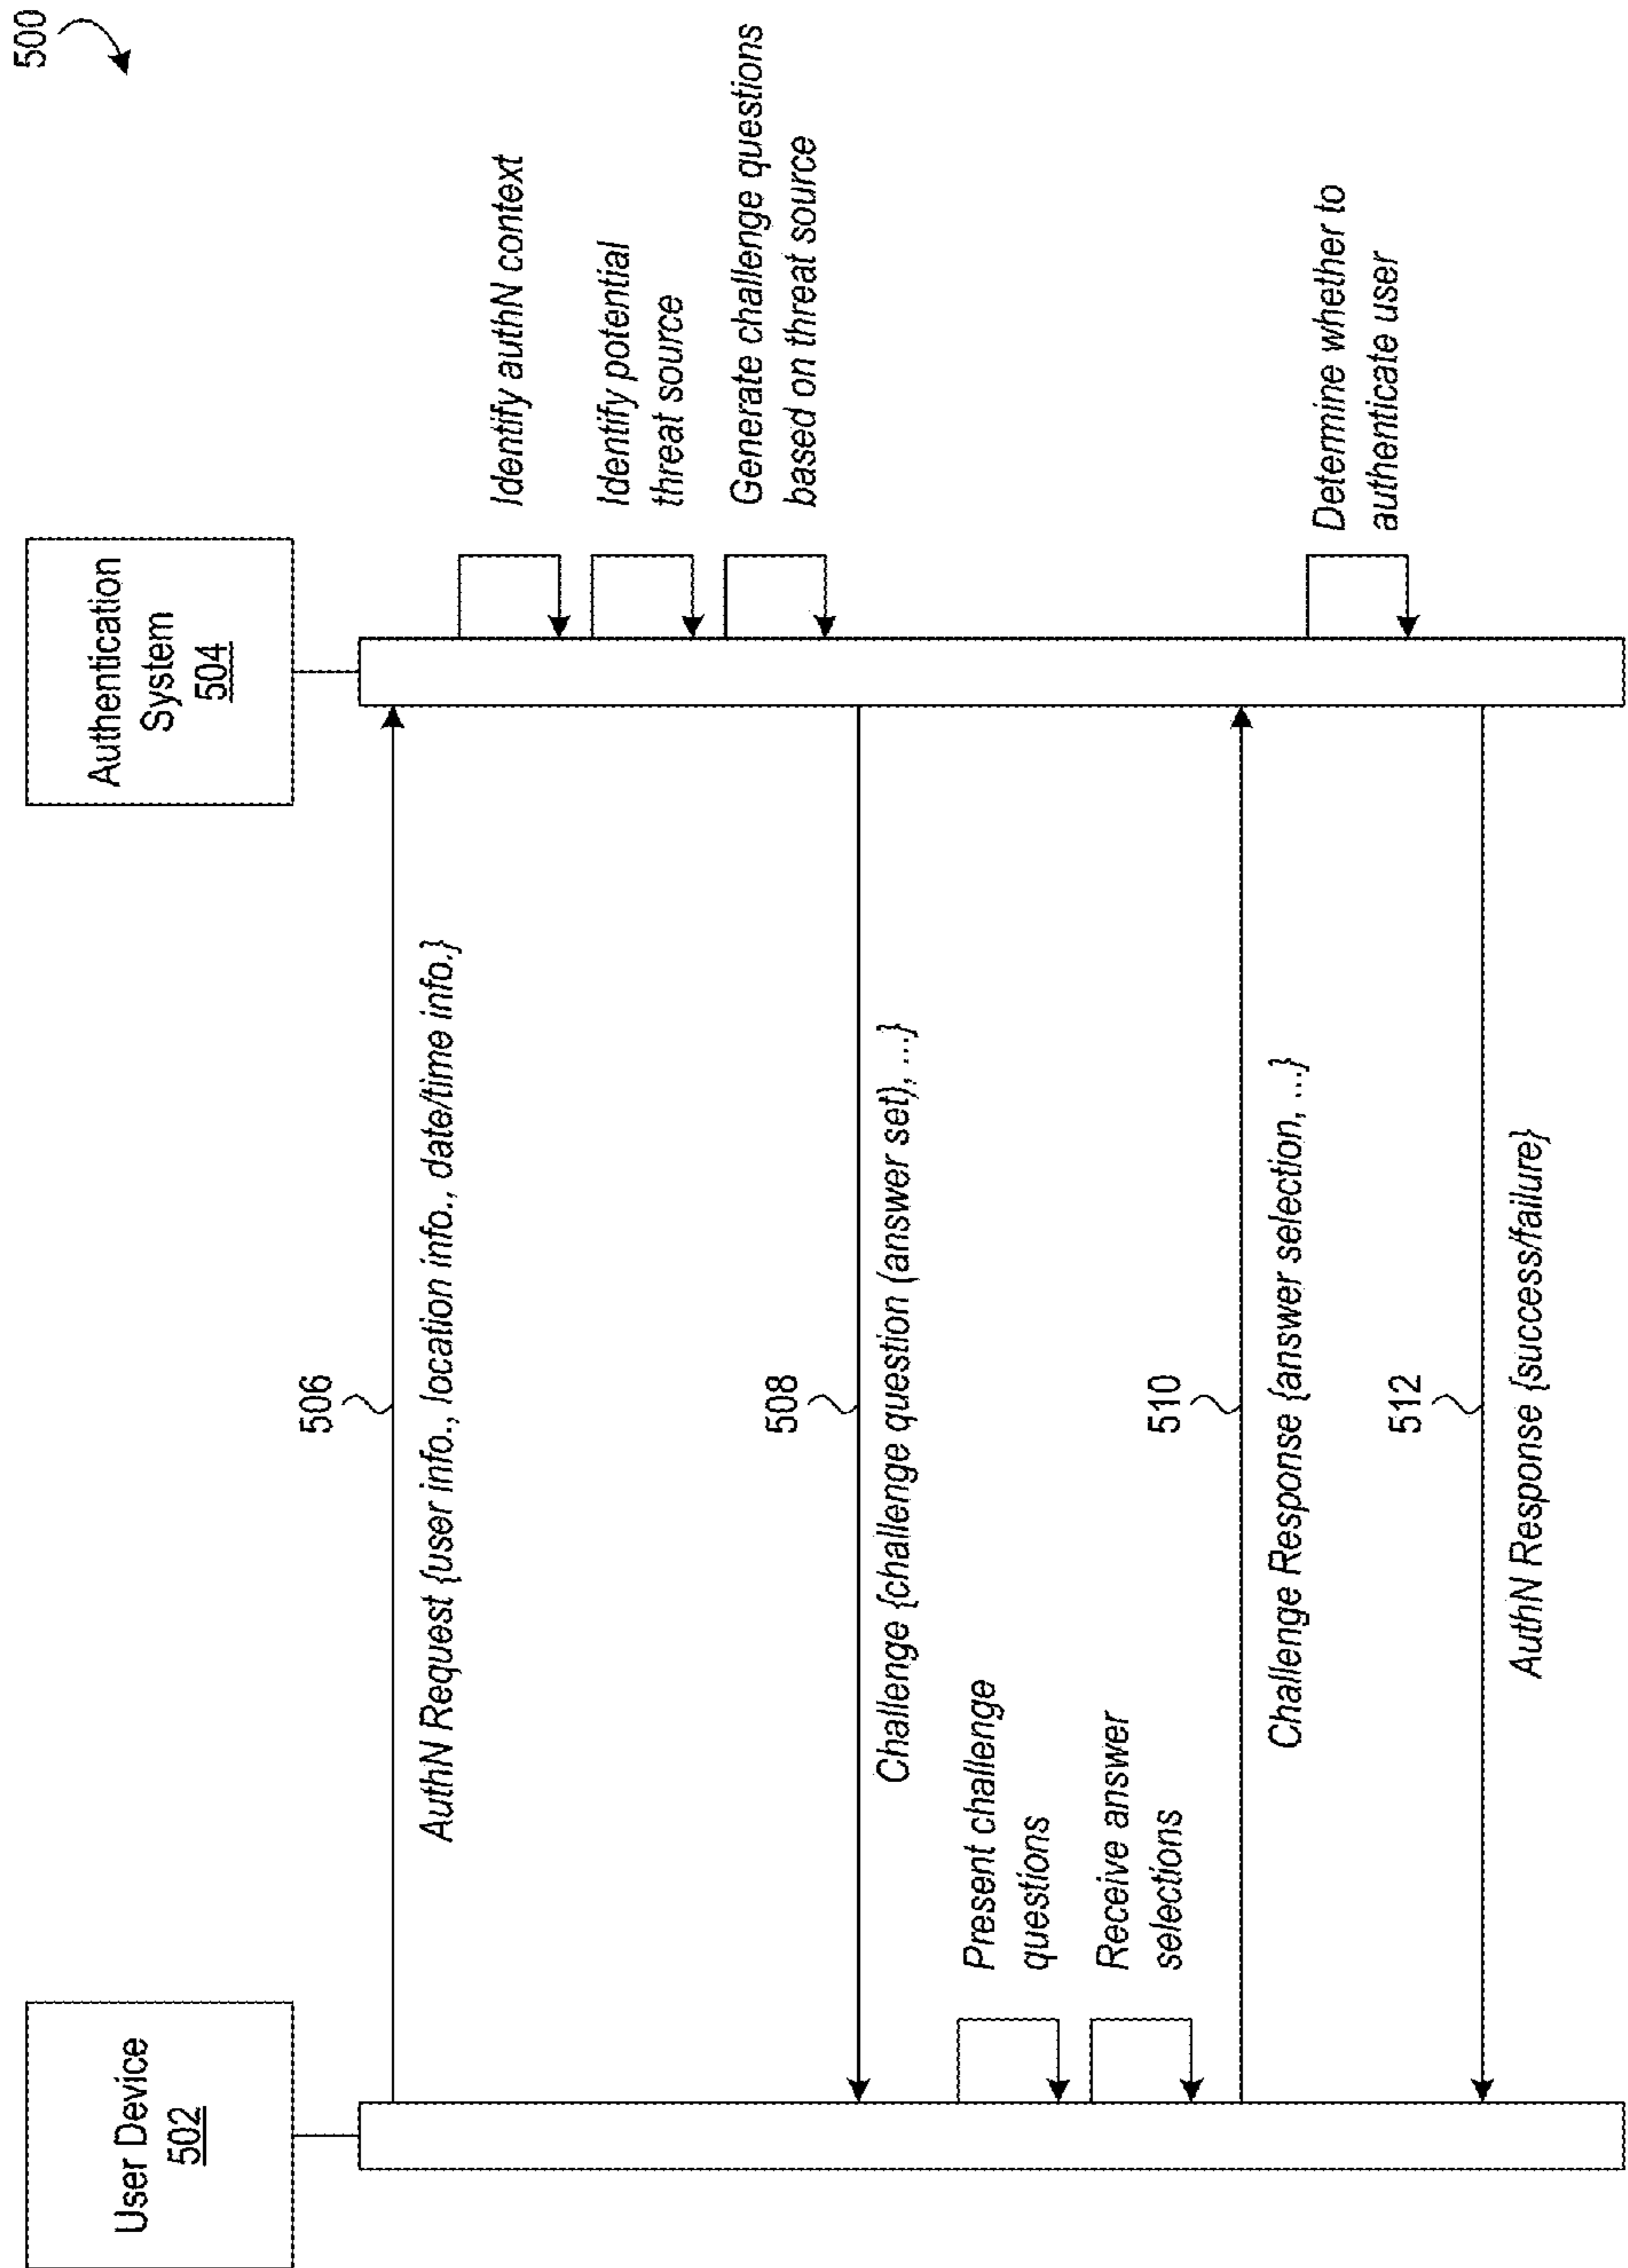 500
User Device
502
Authentication
System
504
506
AuthN Request {user info., location info., date/time info.}
Identify authN context
Identify potential
threat source
Generate challenge questions
based on threat source
508
Challenge {challenge question (answer set), ...}
Present challenge
questions
Receive answer
selections
510
Challenge Response {answer selection, ...}
Determine whether to
authenticate user
512
AuthN Response {success/failure}